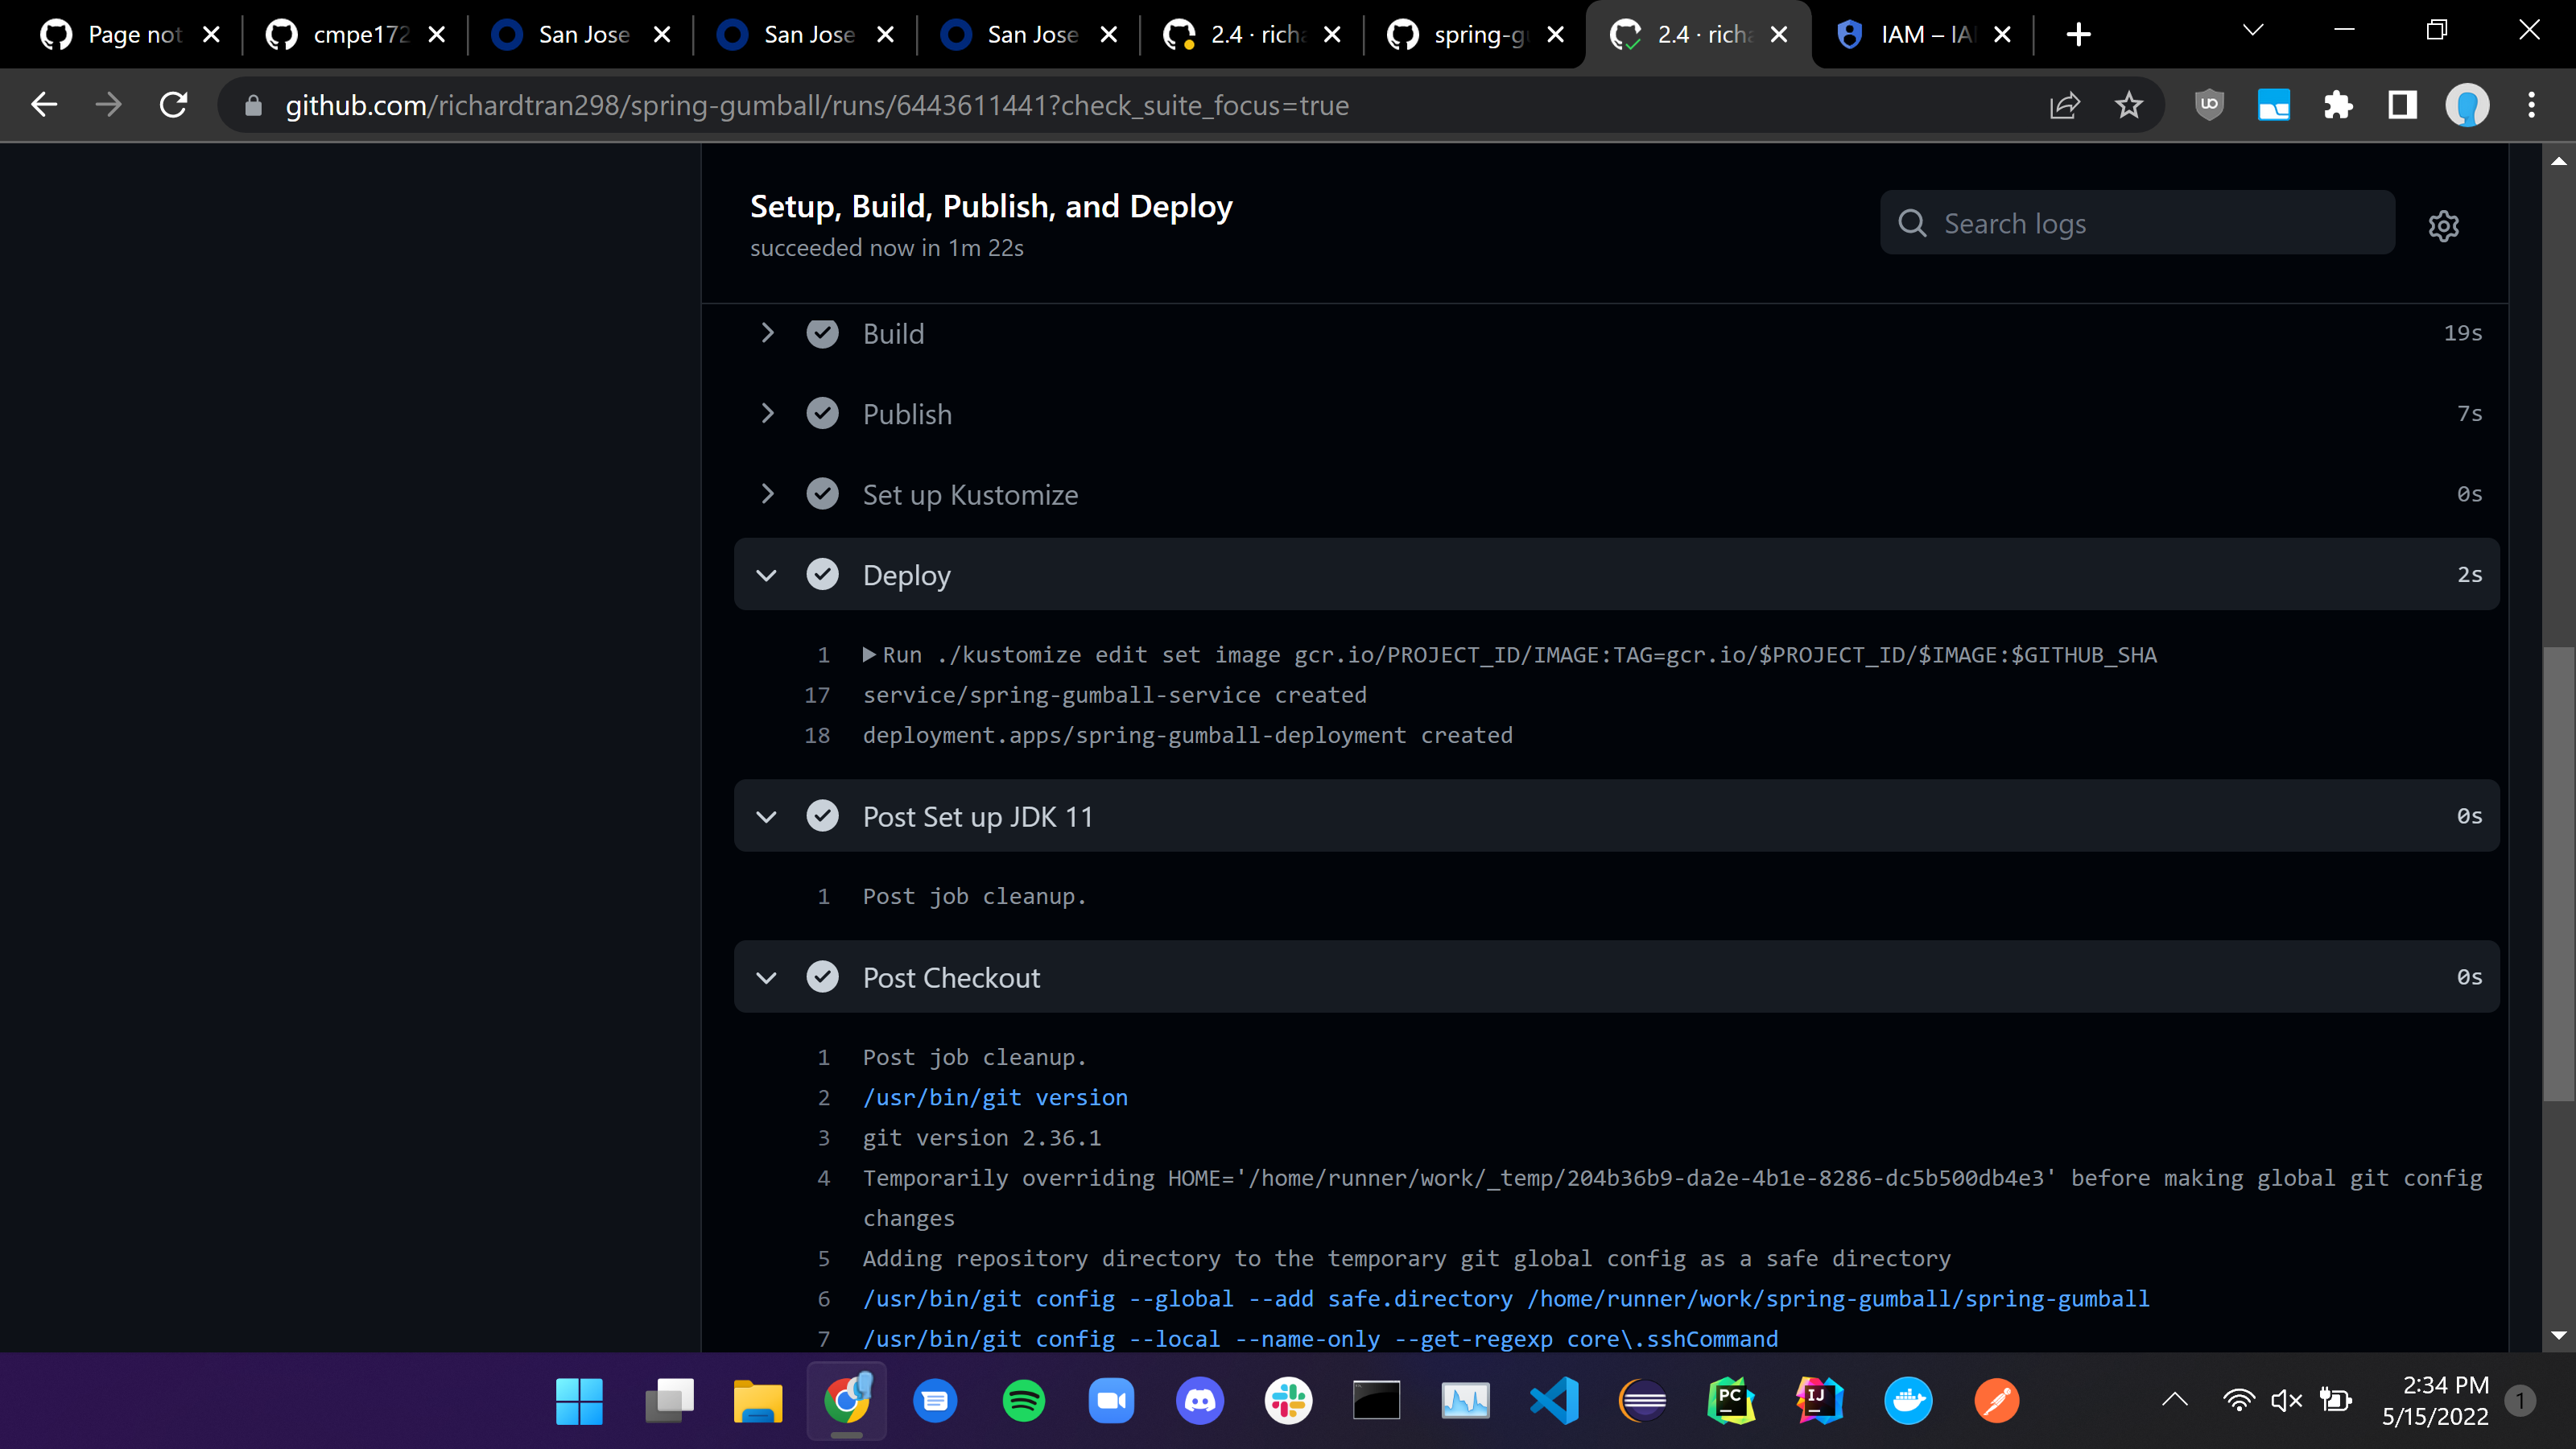 Page not
cmpe172
San Jose
San Jose
San Jose
2.4 · richa
spring-gu
2.4 · richa
IAM – IA
github.com/richardtran298/spring-gumball/runs/6443611441?check_suite_focus=true
Setup, Build, Publish, and Deploy
succeeded now in 1m 22s
Search logs
Build 19s
Publish 7s
Set up Kustomize 0s
Deploy 2s
1 Run ./kustomize edit set image gcr.io/PROJECT_ID/IMAGE:TAG=gcr.io/$PROJECT_ID/$IMAGE:$GITHUB_SHA
17 service/spring-gumball-service created
18 deployment.apps/spring-gumball-deployment created
Post Set up JDK 11 0s
1 Post job cleanup.
Post Checkout 0s
1 Post job cleanup.
2 /usr/bin/git version
3 git version 2.36.1
4 Temporarily overriding HOME='/home/runner/work/_temp/204b36b9-da2e-4b1e-8286-dc5b500db4e3' before making global git config
changes
5 Adding repository directory to the temporary git global config as a safe directory
6 /usr/bin/git config --global --add safe.directory /home/runner/work/spring-gumball/spring-gumball
7 /usr/bin/git config --local --name-only --get-regexp core\.sshCommand
PC
IJ
2:34 PM
5/15/2022
1